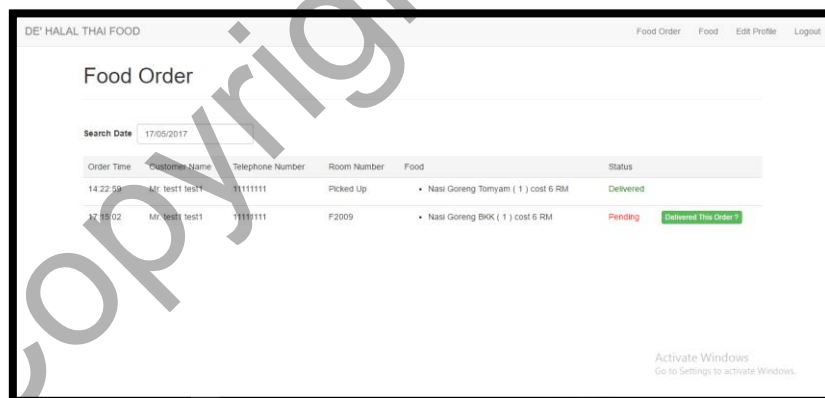 DE' HALAL THAI FOOD Food Order Food Edit Profile Logout
Food Order
Search Date 17/05/2017
Order Time Customer Name Telephone Number Room Number Food Status
14:22:59 Mr. test1 test1 11111111 Picked Up • Nasi Goreng Tomyam ( 1 ) cost 6 RM Delivered
17:15:02 Mr. test1 test1 11111111 F2009 • Nasi Goreng BKK ( 1 ) cost 6 RM Pending Delivered This Order ?
Activate Windows
Go to Settings to activate Windows.
Copyrig